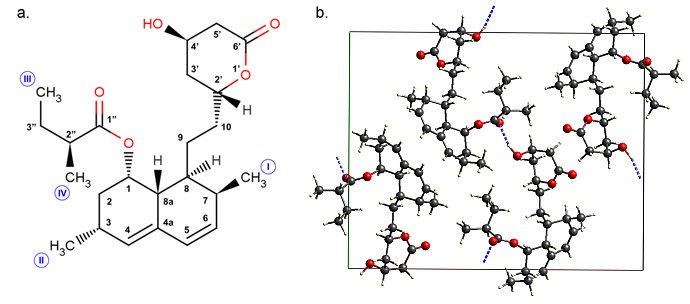 a.
b.
HO
O
5'
4'
6'
3'
O
1'
2'
III
CH₃
O
H
3''
2''
1''
9
10
O
H
H
I
CH₃
IV
CH₃
1
8
2
8a
7
3
4a
6
4
5
H₃C
II